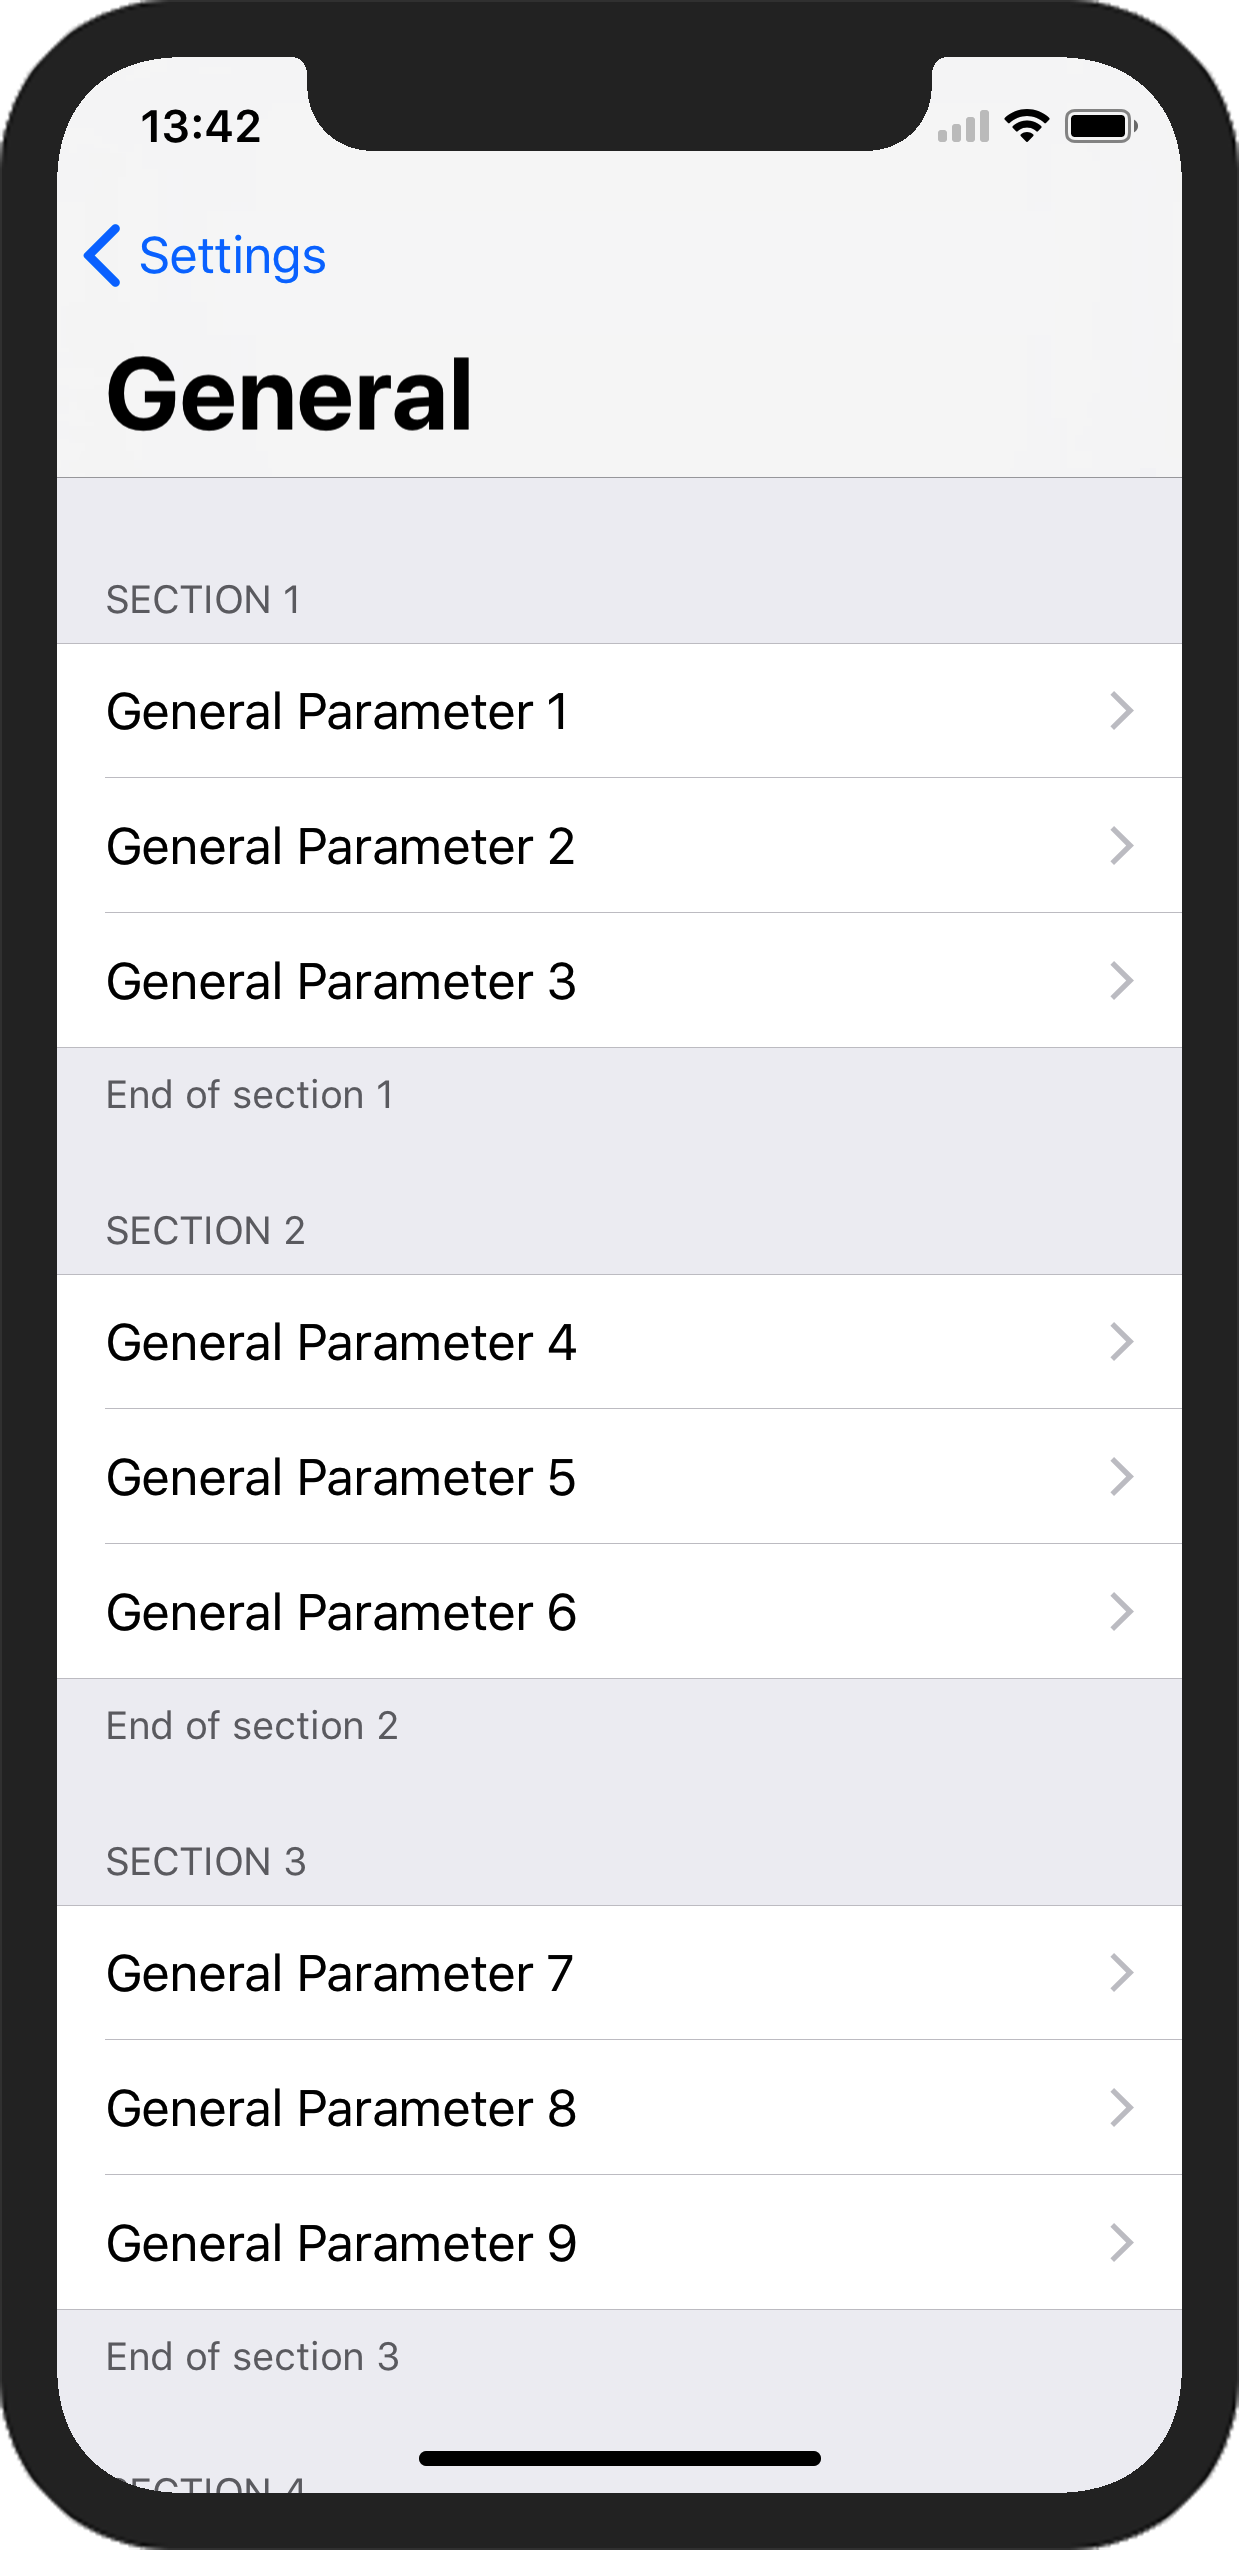 13:42
Settings
General
SECTION 1
General Parameter 1
General Parameter 2
General Parameter 3
End of section 1
SECTION 2
General Parameter 4
General Parameter 5
General Parameter 6
End of section 2
SECTION 3
General Parameter 7
General Parameter 8
General Parameter 9
End of section 3
SECTION 4